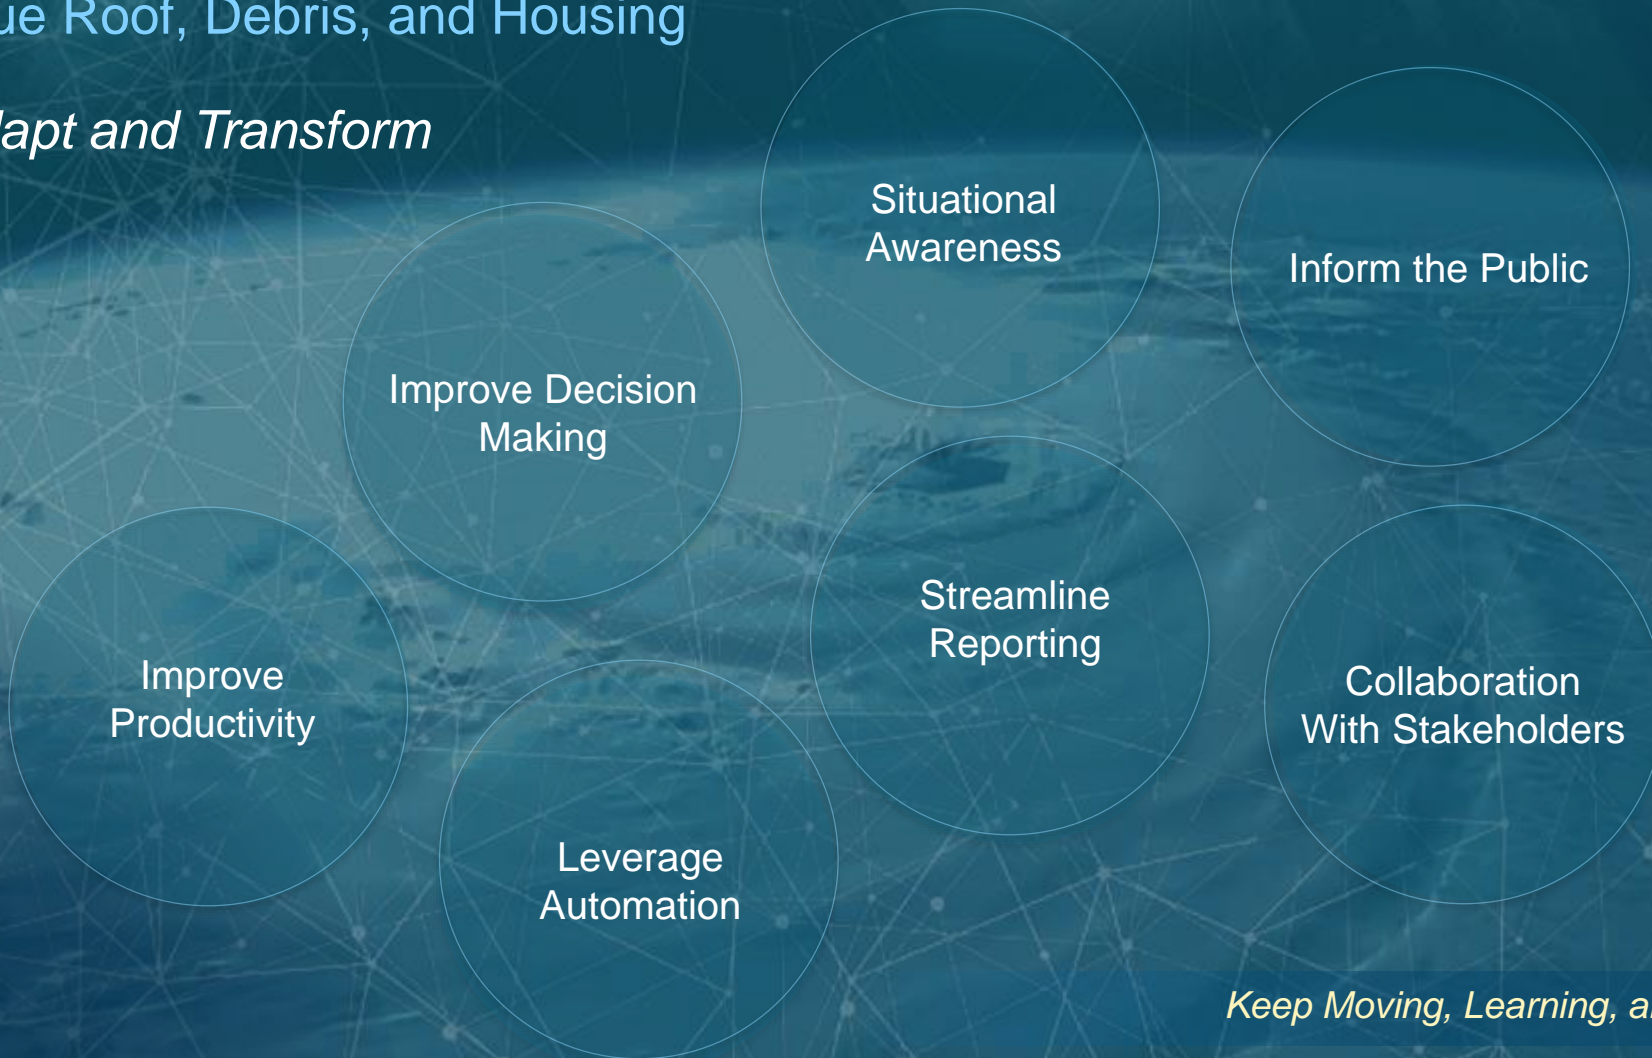 ue Roof, Debris, and Housing
apt and Transform
Situational
Awareness
Inform the Public
Improve Decision
Making
Streamline
Reporting
Improve
Productivity
Collaboration
With Stakeholders
Leverage
Automation
Keep Moving, Learning, a